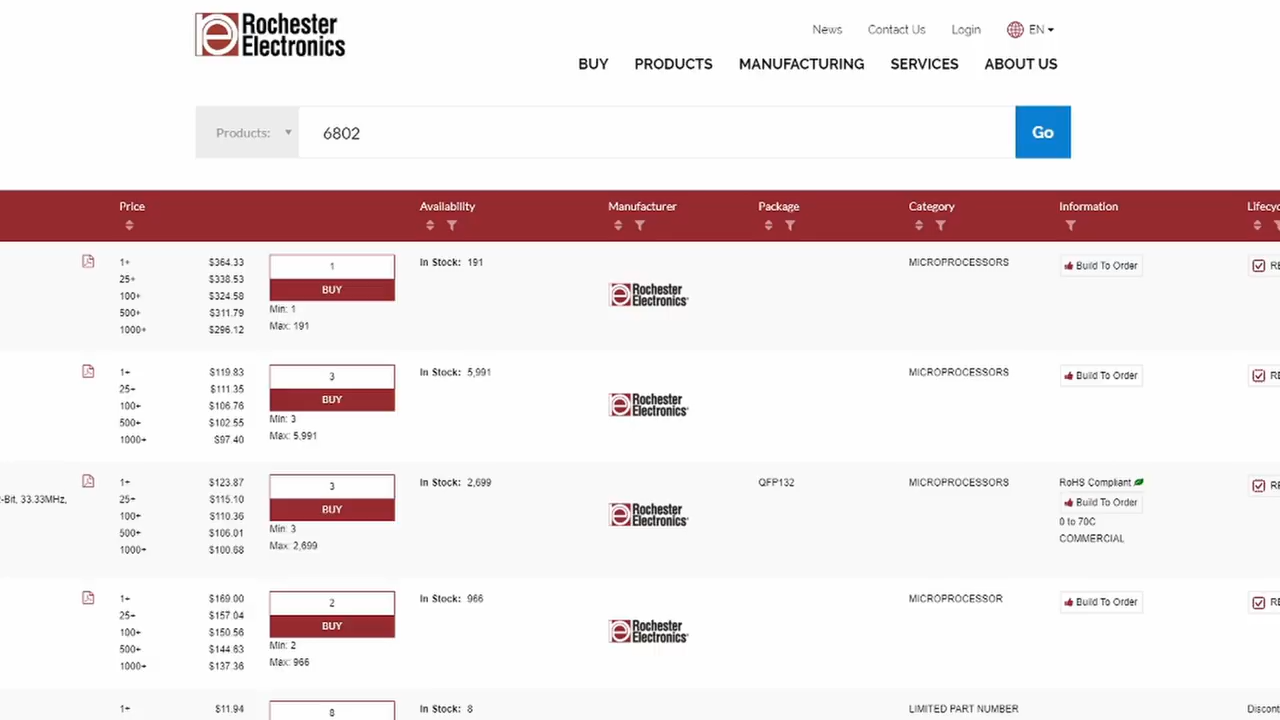 Rochester
Electronics
News Contact Us Login EN
BUY PRODUCTS MANUFACTURING SERVICES ABOUT US
Products: 6802 Go
Price Availability Manufacturer Package Category Information Lifecy
1+ $364.33 1 In Stock: 191 MICROPROCESSORS Build To Order RE
25+ $338.53
100+ $324.58 BUY Rochester Electronics
500+ $311.79 Min: 1
1000+ $296.12 Max: 191
1+ $119.83 3 In Stock: 5,991 MICROPROCESSORS Build To Order RE
25+ $111.35
100+ $106.76 BUY Rochester Electronics
500+ $102.55 Min: 3
1000+ $97.40 Max: 5,991
1+ $123.87 3 In Stock: 2,699 QFP132 MICROPROCESSORS RoHS Compliant RE
-Bit, 33.33MHz, 25+ $115.10 Build To Order
100+ $110.36 BUY Rochester Electronics 0 to 70C
500+ $106.01 Min: 3 COMMERCIAL
1000+ $100.68 Max: 2,699
1+ $169.00 2 In Stock: 966 MICROPROCESSOR Build To Order RE
25+ $157.04
100+ $150.56 BUY Rochester Electronics
500+ $144.63 Min: 2
1000+ $137.36 Max: 966
1+ $11.94 8 In Stock: 8 LIMITED PART NUMBER Discont